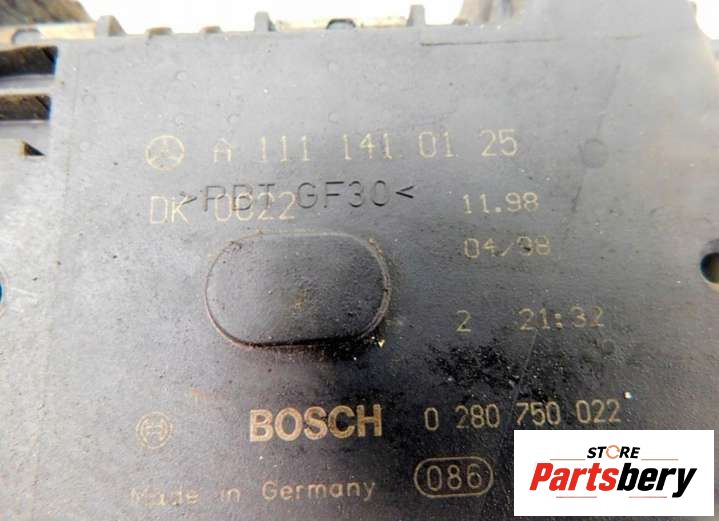 A 111 141 01 25
>PBT GF30<
DK 0622 11.98
04/98
2 21:32
BOSCH 0 280 750 022
Made in Germany 086
STORE
Partsbery